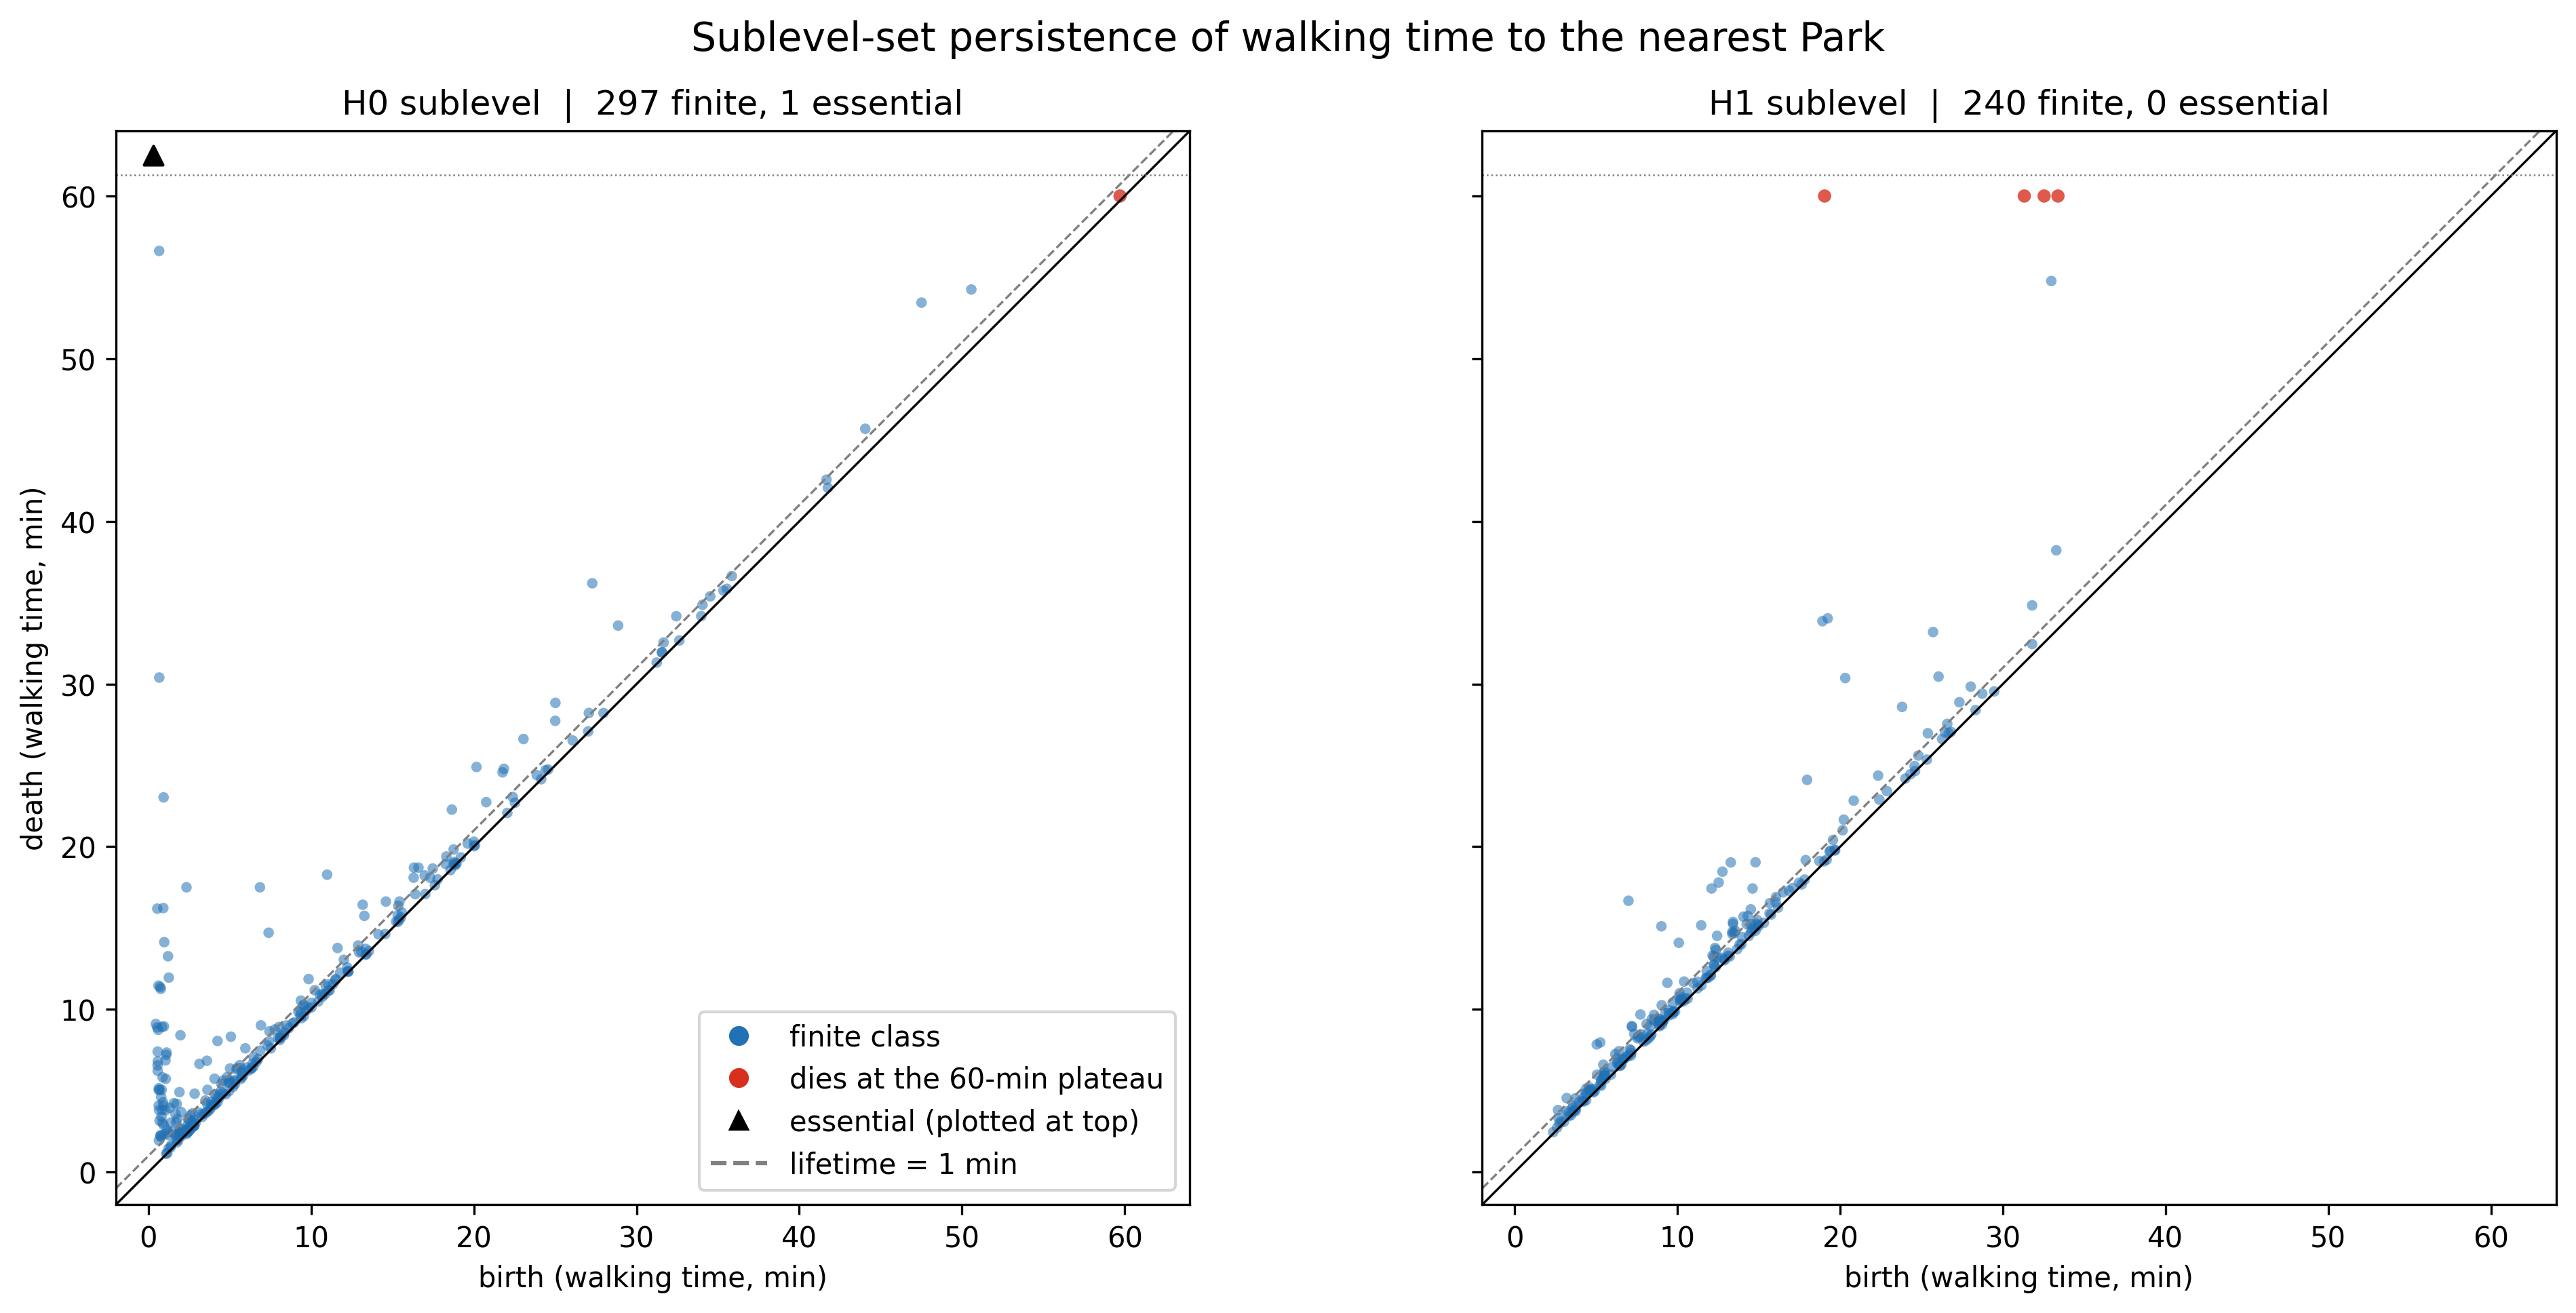 Sublevel-set persistence of walking time to the nearest Park
H0 sublevel | 297 finite, 1 essential
60
50
40
30
20
10
0
death (walking time, min)
finite class
dies at the 60-min plateau
essential (plotted at top)
lifetime = 1 min
0 10 20 30 40 50 60
birth (walking time, min)
H1 sublevel | 240 finite, 0 essential
0 10 20 30 40 50 60
birth (walking time, min)